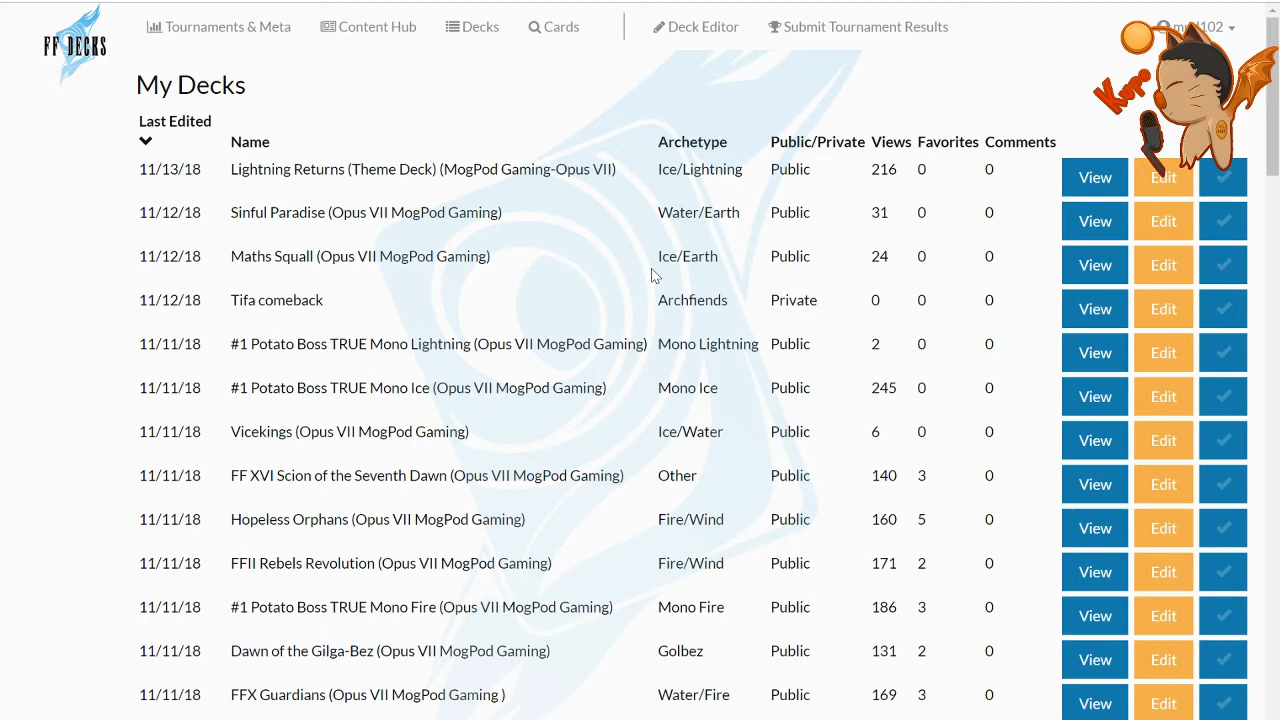 FF DECKS
Tournaments & Meta Content Hub Decks Cards Deck Editor Submit Tournament Results
Kupo
My Decks
Last Edited Name Archetype Public/Private Views Favorites Comments
11/13/18 Lightning Returns (Theme Deck) (MogPod Gaming-Opus VII) Ice/Lightning Public 216 0 0 View Edit
11/12/18 Sinful Paradise (Opus VII MogPod Gaming) Water/Earth Public 31 0 0 View Edit
11/12/18 Maths Squall (Opus VII MogPod Gaming) Ice/Earth Public 24 0 0 View Edit
11/12/18 Tifa comeback Archfiends Private 0 0 0 View Edit
11/11/18 #1 Potato Boss TRUE Mono Lightning (Opus VII MogPod Gaming) Mono Lightning Public 2 0 0 View Edit
11/11/18 #1 Potato Boss TRUE Mono Ice (Opus VII MogPod Gaming) Mono Ice Public 245 0 0 View Edit
11/11/18 Vicekings (Opus VII MogPod Gaming) Ice/Water Public 6 0 0 View Edit
11/11/18 FF XVI Scion of the Seventh Dawn (Opus VII MogPod Gaming) Other Public 140 3 0 View Edit
11/11/18 Hopeless Orphans (Opus VII MogPod Gaming) Fire/Wind Public 160 5 0 View Edit
11/11/18 FFII Rebels Revolution (Opus VII MogPod Gaming) Fire/Wind Public 171 2 0 View Edit
11/11/18 #1 Potato Boss TRUE Mono Fire (Opus VII MogPod Gaming) Mono Fire Public 186 3 0 View Edit
11/11/18 Dawn of the Gilga-Bez (Opus VII MogPod Gaming) Golbez Public 131 2 0 View Edit
11/11/18 FFX Guardians (Opus VII MogPod Gaming ) Water/Fire Public 169 3 0 View Edit